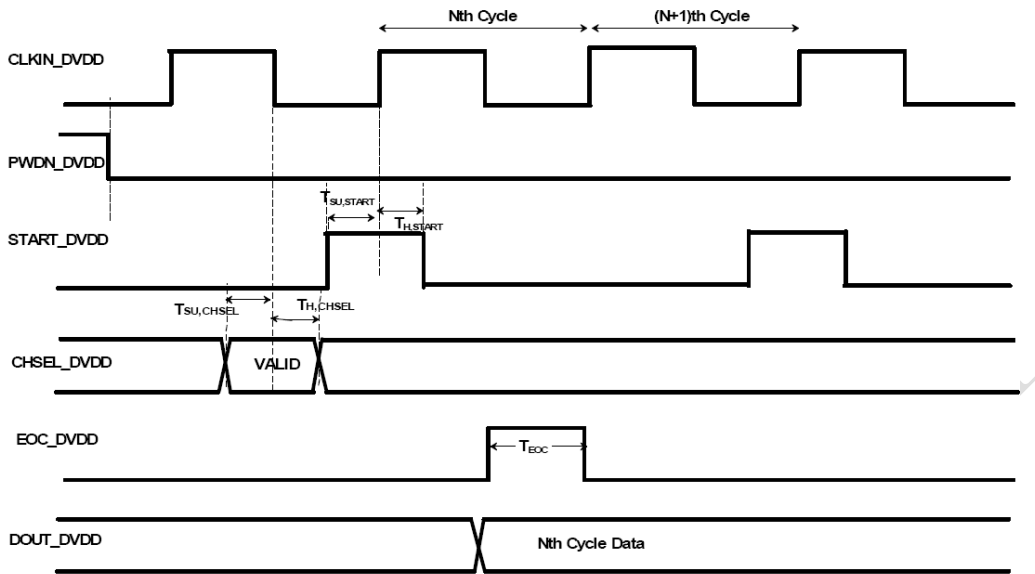 Nth Cycle
(N+1)th Cycle
CLKIN_DVDD
PWDN_DVDD
TSU,START
TH,START
START_DVDD
TSU,CHSEL
TH,CHSEL
CHSEL_DVDD
VALID
EOC_DVDD
TEOC
DOUT_DVDD
Nth Cycle Data